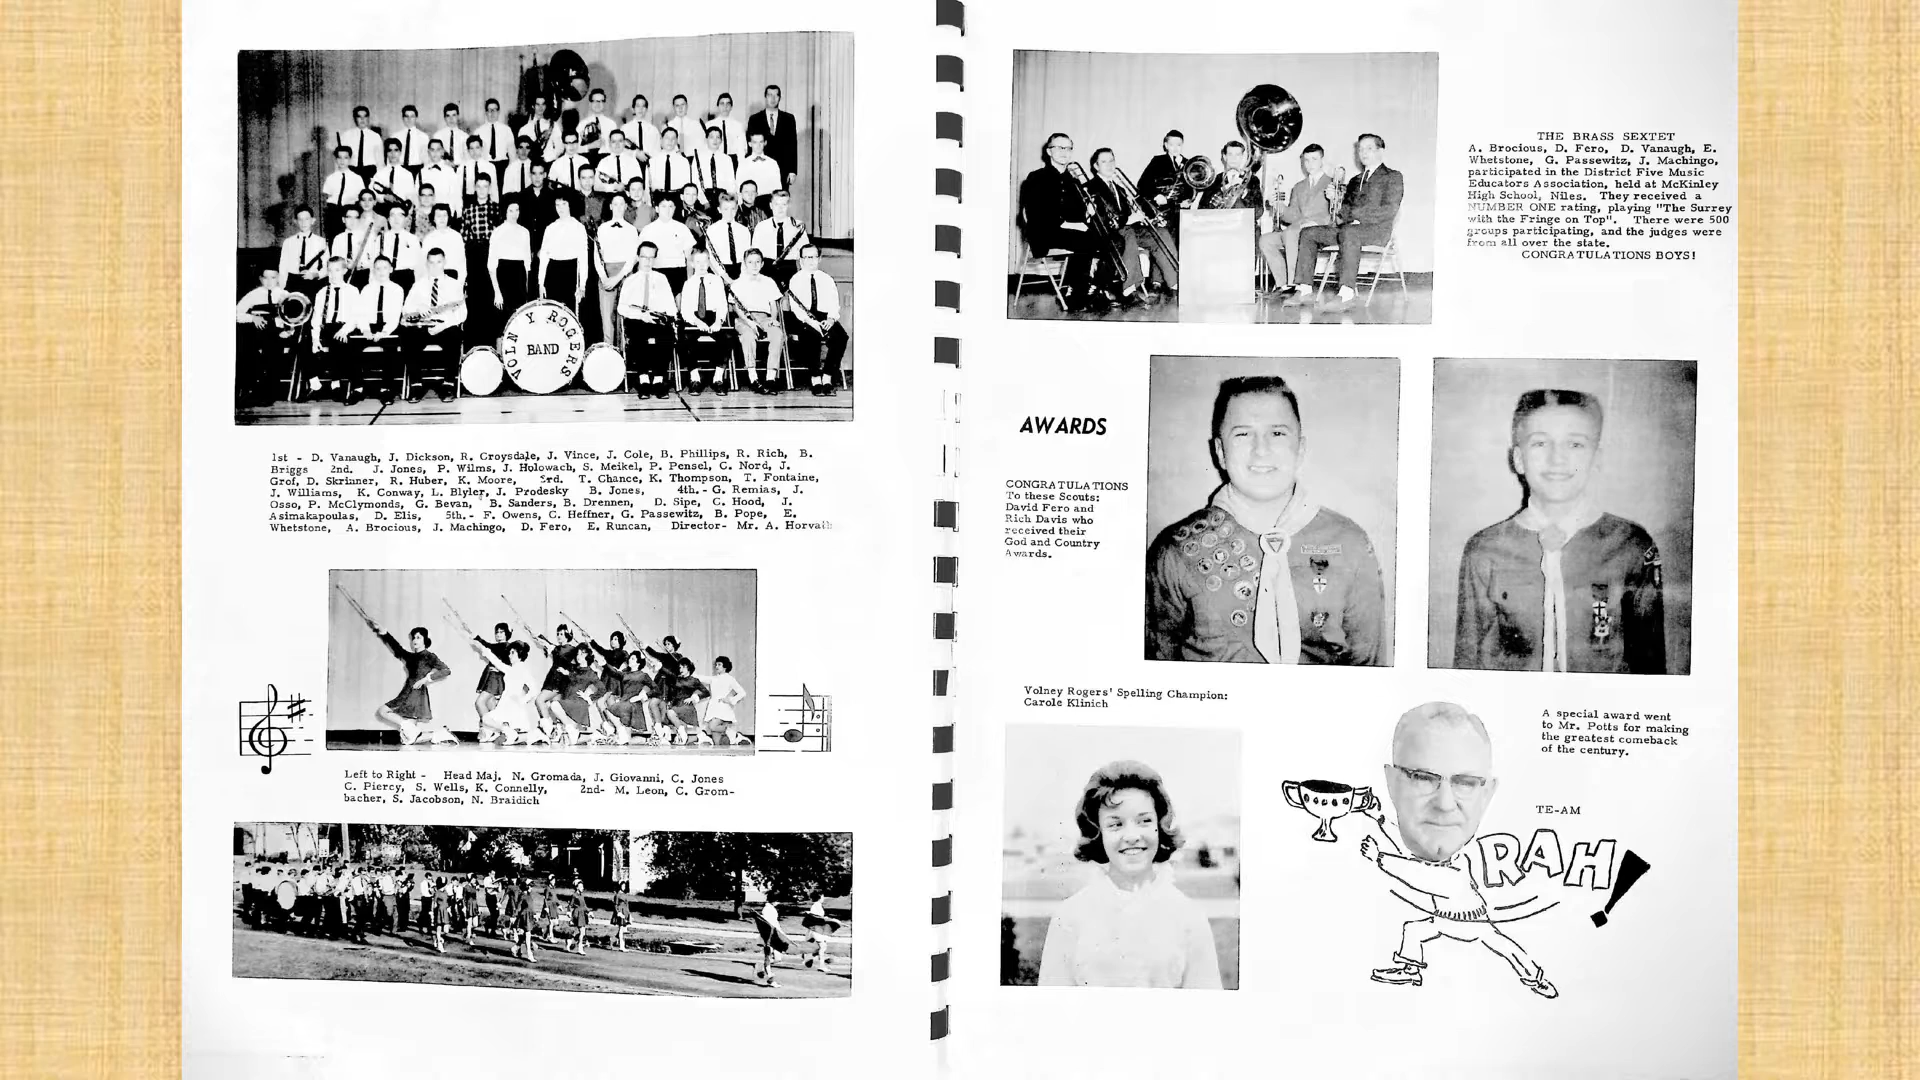 VOLN Y ROGERS
BAND
1st - D. Vanaugh, J. Dickson, R. Croysdale, J. Vince, J. Cole, B. Phillips, R. Rich, B.
Briggs 2nd. J. Jones, P. Wilms, J. Holowach, S. Meikel, P. Pensel, C. Nord, J.
Grof, D. Skrinner, R. Huber, K. Moore, 3rd. T. Chance, K. Thompson, T. Fontaine,
J. Williams, K. Conway, L. Blyler, J. Prodesky B. Jones, 4th. - G. Remias, J.
Osso, P. McClymonds, G. Bevan, B. Sanders, B. Drennen, D. Sipe, C. Hood, J.
Asimakapoulas, D. Elis, 5th. - F. Owens, C. Heffner, G. Passewitz, B. Pope, E.
Whetstone, A. Brocious, J. Machingo, D. Fero, E. Runcan, Director- Mr. A. Horvath
Left to Right - Head Maj. N. Gromada, J. Giovanni, C. Jones
C. Piercy, S. Wells, K. Connelly, 2nd- M. Leon, C. Grom-
bacher, S. Jacobson, N. Braidich
THE BRASS SEXTET
A. Brocious, D. Fero, D. Vanaugh, E.
Whetstone, G. Passewitz, J. Machingo,
participated in the District Five Music
Educators Association, held at McKinley
High School, Niles. They received a
NUMBER ONE rating, playing "The Surrey
with the Fringe on Top". There were 500
groups participating, and the judges were
from all over the state.
CONGRATULATIONS BOYS!
AWARDS
CONGRATULATIONS
To these Scouts:
David Fero and
Rich Davis who
received their
God and Country
Awards.
Volney Rogers' Spelling Champion:
Carole Klinich
A special award went
to Mr. Potts for making
the greatest comeback
of the century.
TE-AM
RAH!